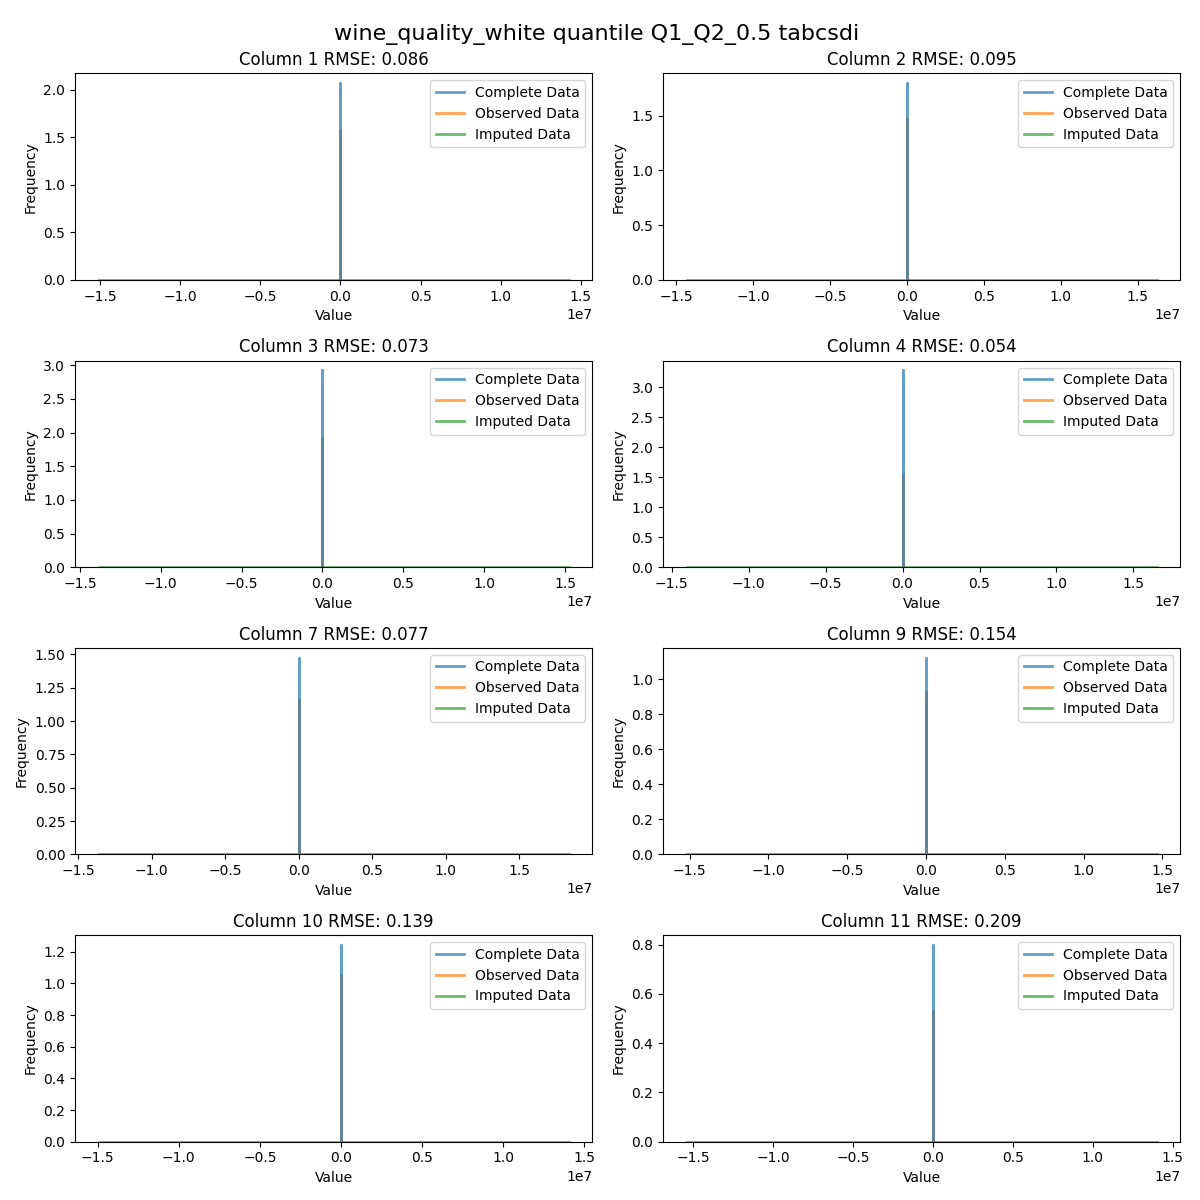 wine_quality_white quantile Q1_Q2_0.5 tabcsdi
Column 1 RMSE: 0.086
Frequency
2.0
1.5
1.0
0.5
0.0
Complete Data
Observed Data
Imputed Data
−1.5 −1.0 −0.5 0.0 0.5 1.0 1.5
Value
1e7
Column 2 RMSE: 0.095
Frequency
1.5
1.0
0.5
0.0
Complete Data
Observed Data
Imputed Data
−1.5 −1.0 −0.5 0.0 0.5 1.0 1.5
Value
1e7
Column 3 RMSE: 0.073
Frequency
3.0
2.5
2.0
1.5
1.0
0.5
0.0
Complete Data
Observed Data
Imputed Data
−1.5 −1.0 −0.5 0.0 0.5 1.0 1.5
Value
1e7
Column 4 RMSE: 0.054
Frequency
3.0
2.5
2.0
1.5
1.0
0.5
0.0
Complete Data
Observed Data
Imputed Data
−1.5 −1.0 −0.5 0.0 0.5 1.0 1.5
Value
1e7
Column 7 RMSE: 0.077
Frequency
1.50
1.25
1.00
0.75
0.50
0.25
0.00
Complete Data
Observed Data
Imputed Data
−1.5 −1.0 −0.5 0.0 0.5 1.0 1.5
Value
1e7
Column 9 RMSE: 0.154
Frequency
1.0
0.8
0.6
0.4
0.2
0.0
Complete Data
Observed Data
Imputed Data
−1.5 −1.0 −0.5 0.0 0.5 1.0 1.5
Value
1e7
Column 10 RMSE: 0.139
Frequency
1.2
1.0
0.8
0.6
0.4
0.2
0.0
Complete Data
Observed Data
Imputed Data
−1.5 −1.0 −0.5 0.0 0.5 1.0 1.5
Value
1e7
Column 11 RMSE: 0.209
Frequency
0.8
0.6
0.4
0.2
0.0
Complete Data
Observed Data
Imputed Data
−1.5 −1.0 −0.5 0.0 0.5 1.0 1.5
Value
1e7